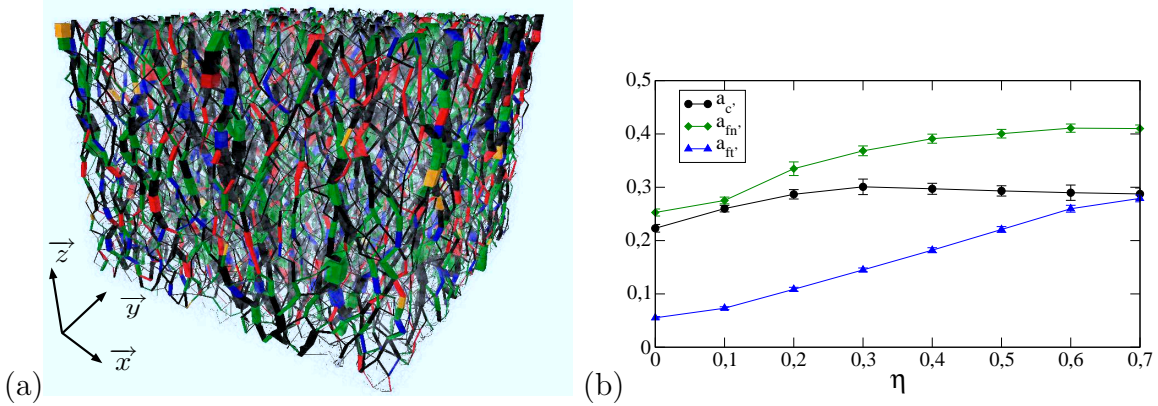 (a)
z
y
x
(b)
0,5
0,4
0,3
0,2
0,1
0
0 0,1 0,2 0,3 0,4 0,5 0,6 0,7
η
a_c'
a_fn'
a_ft'